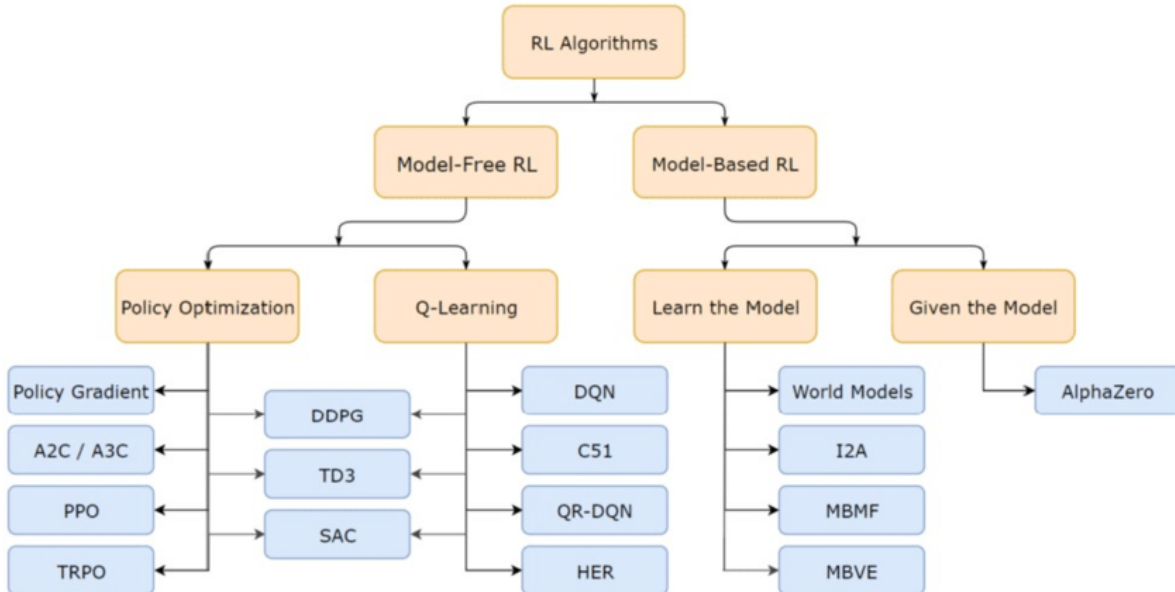 RL Algorithms
Model-Free RL
Model-Based RL
Policy Optimization
Q-Learning
Learn the Model
Given the Model
Policy Gradient
DQN
World Models
AlphaZero
DDPG
A2C / A3C
C51
I2A
TD3
PPO
QR-DQN
MBMF
SAC
TRPO
HER
MBVE